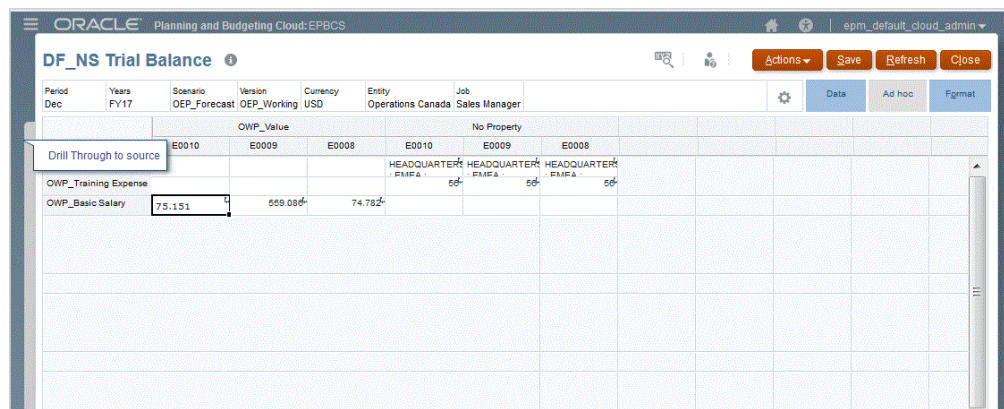 ORACLE® Planning and Budgeting Cloud: EPBCS epm_default_cloud_admin
DF_NS Trial Balance Actions Save Refresh Close
Period Years Scenario Version Currency Entity Job
Dec FY17 OEP_Forecast OEP_Working USD Operations Canada Sales Manager Data Ad hoc Format
OWP_Value No Property
E0010 E0009 E0008 E0010 E0009 E0008
Drill Through to source
HEADQUARTERS HEADQUARTERS HEADQUARTERS
: EMEA : : EMEA : : EMEA :
OWP_Training Expense 56 56 56
OWP_Basic Salary 75.151 559.086 74.782